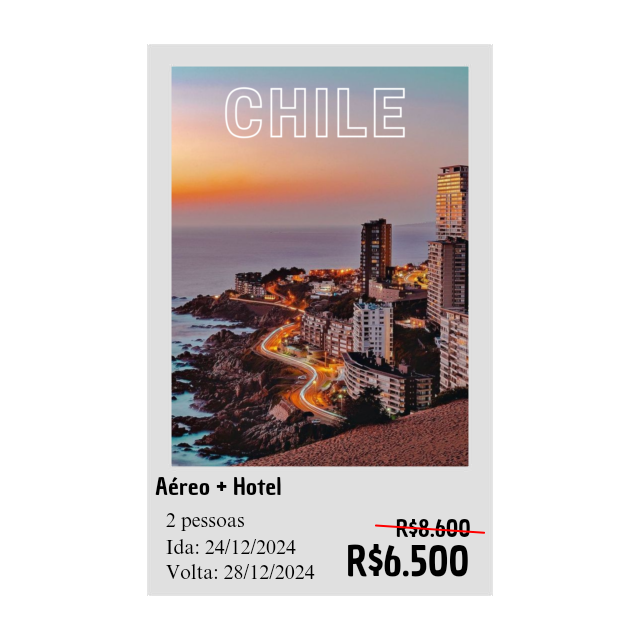 CHILE
Aéreo + Hotel
2 pessoas
Ida: 24/12/2024
Volta: 28/12/2024
R$8.600
R$6.500